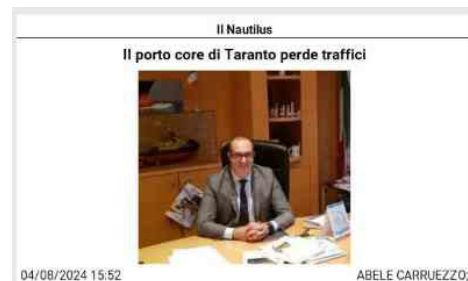 Il Nautilus
Il porto core di Taranto perde traffici
04/08/2024 15:52 ABELE CARRUEZZO;